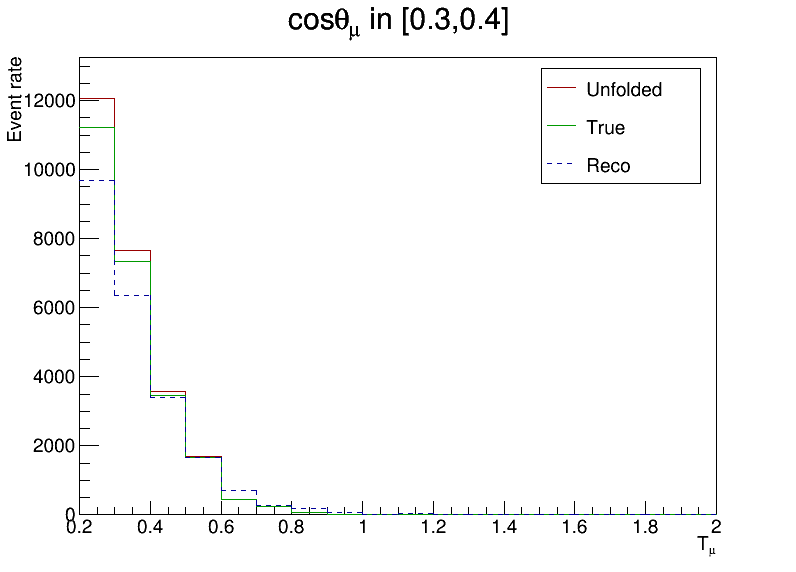 cosθμ in [0.3,0.4]
Event rate
Unfolded
True
Reco
12000
10000
8000
6000
4000
2000
0
0.2 0.4 0.6 0.8 1 1.2 1.4 1.6 1.8 2
Tμ